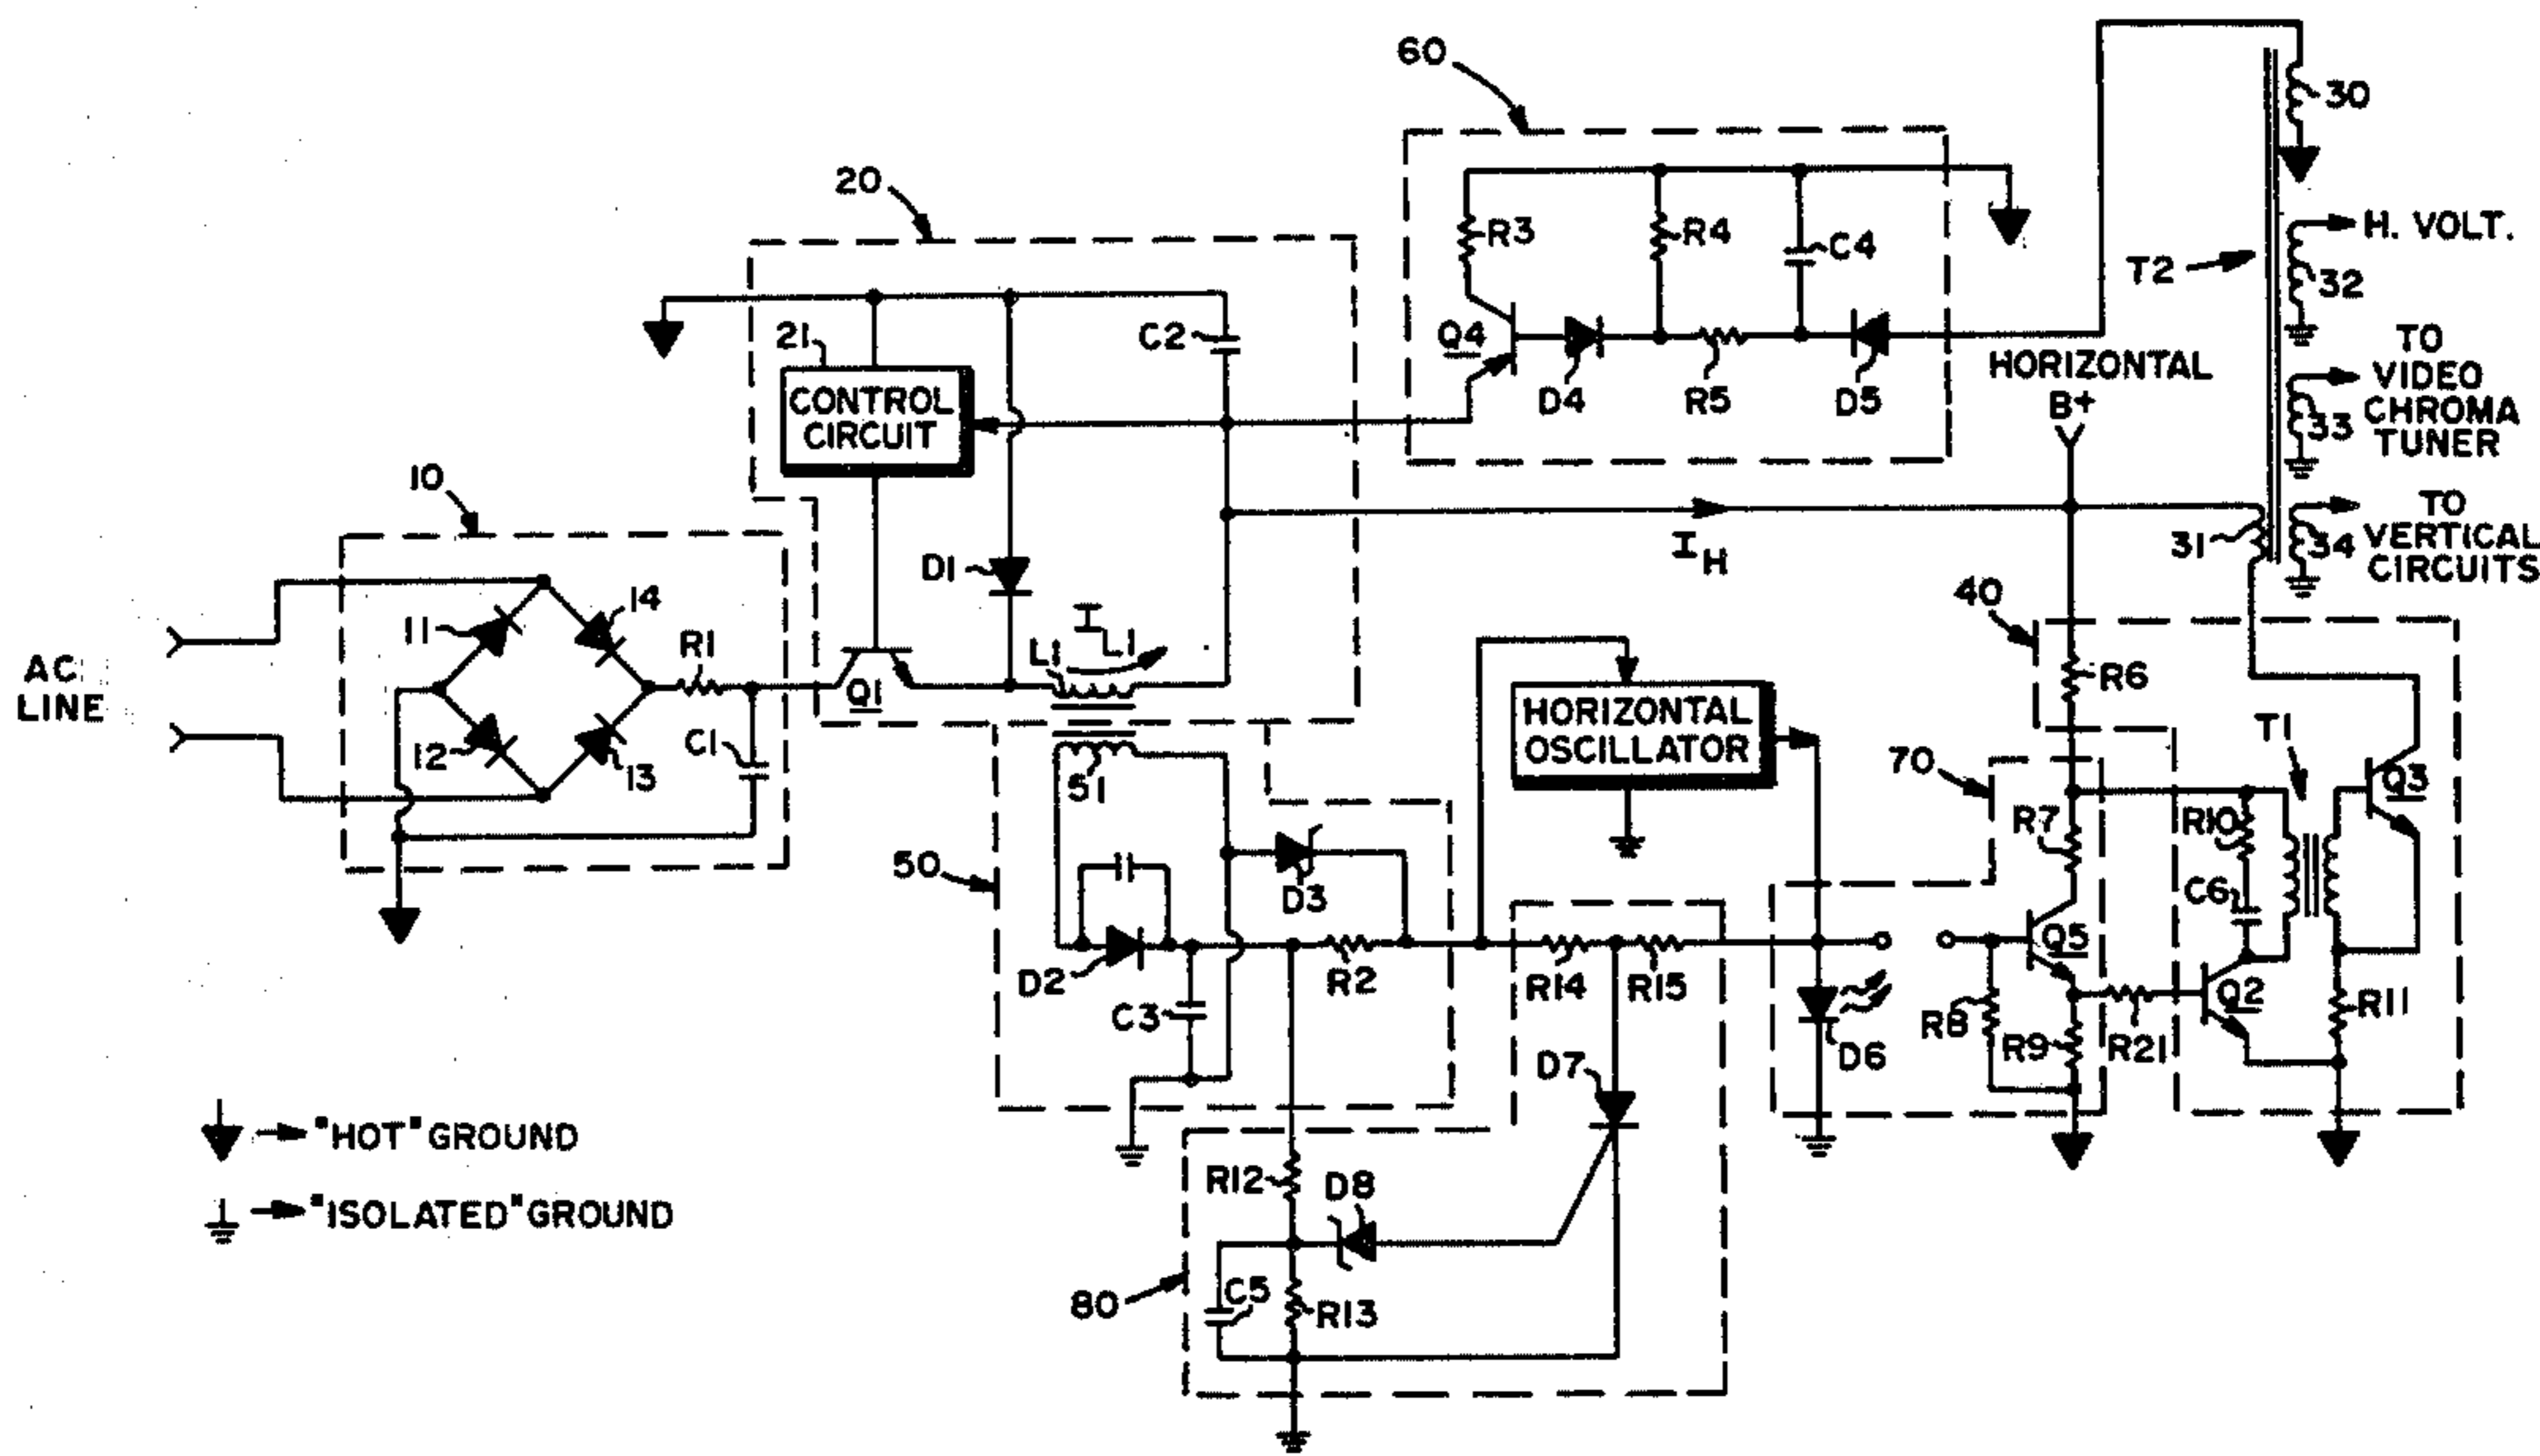 60
30
20
R3
R4
C4
H. VOLT.
T2
32
21
C2
Q4
D4
R5
D5
HORIZONTAL
B+
TO
VIDEO
CHROMA
TUNER
33
CONTROL
CIRCUIT
10
I H
31
34
TO
VERTICAL
CIRCUITS
D1
11
14
R1
L1
I L1
40
R6
AC
LINE
Q1
12
13
C1
51
HORIZONTAL
OSCILLATOR
70
T1
Q3
R7
R10
50
D3
C6
D2
C3
R2
R14
R15
Q5
R8
R9
R21
Q2
R11
D7
D6
"HOT" GROUND
R12
D8
"ISOLATED" GROUND
80
C5
R13